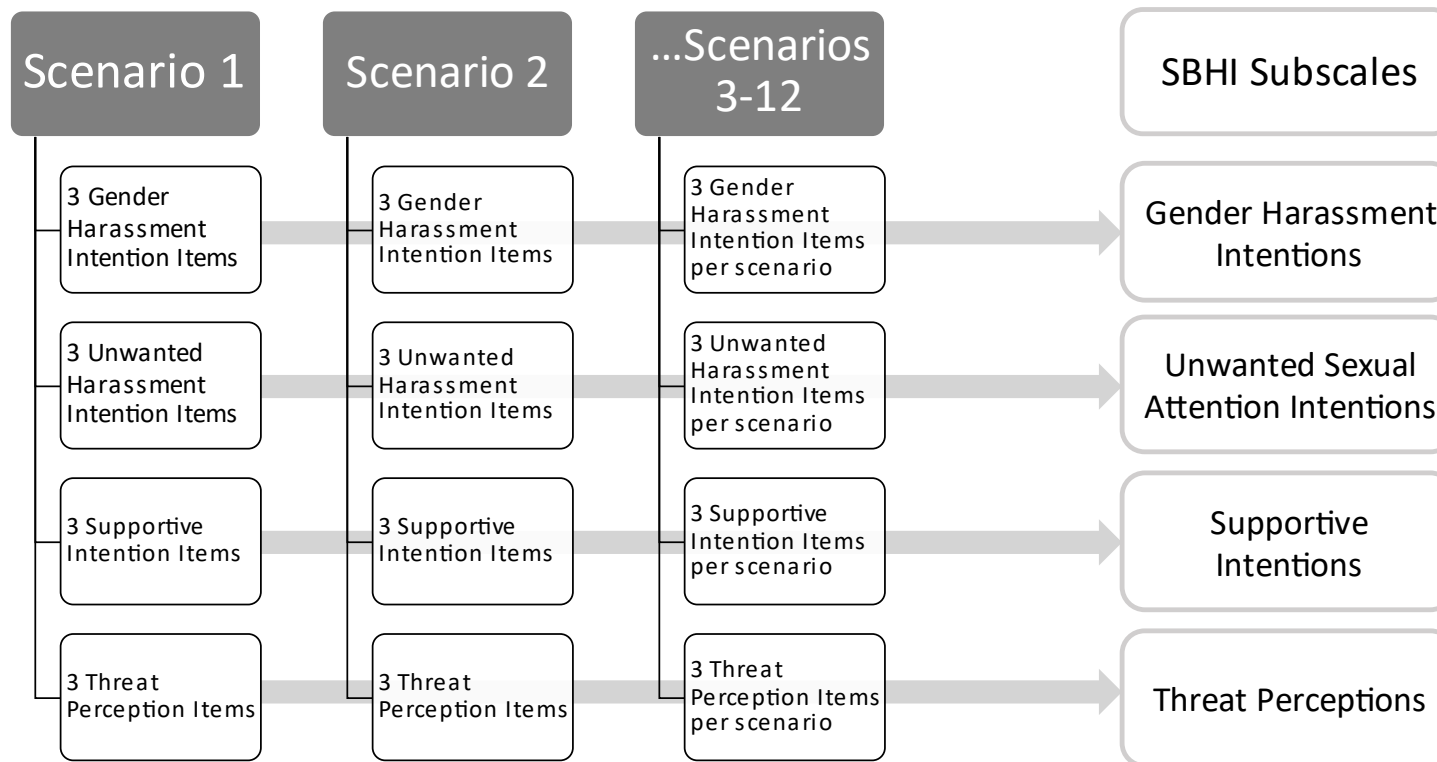 Scenario 1
3 Gender
Harassment
Intention Items
3 Unwanted
Harassment
Intention Items
3 Supportive
Intention Items
3 Threat
Perception Items
Scenario 2
3 Gender
Harassment
Intention Items
3 Unwanted
Harassment
Intention Items
3 Supportive
Intention Items
3 Threat
Perception Items
...Scenarios
3-12
3 Gender
Harassment
Intention Items
per scenario
3 Unwanted
Harassment
Intention Items
per scenario
3 Supportive
Intention Items
per scenario
3 Threat
Perception Items
per scenario
SBHI Subscales
Gender Harassment
Intentions
Unwanted Sexual
Attention Intentions
Supportive
Intentions
Threat Perceptions